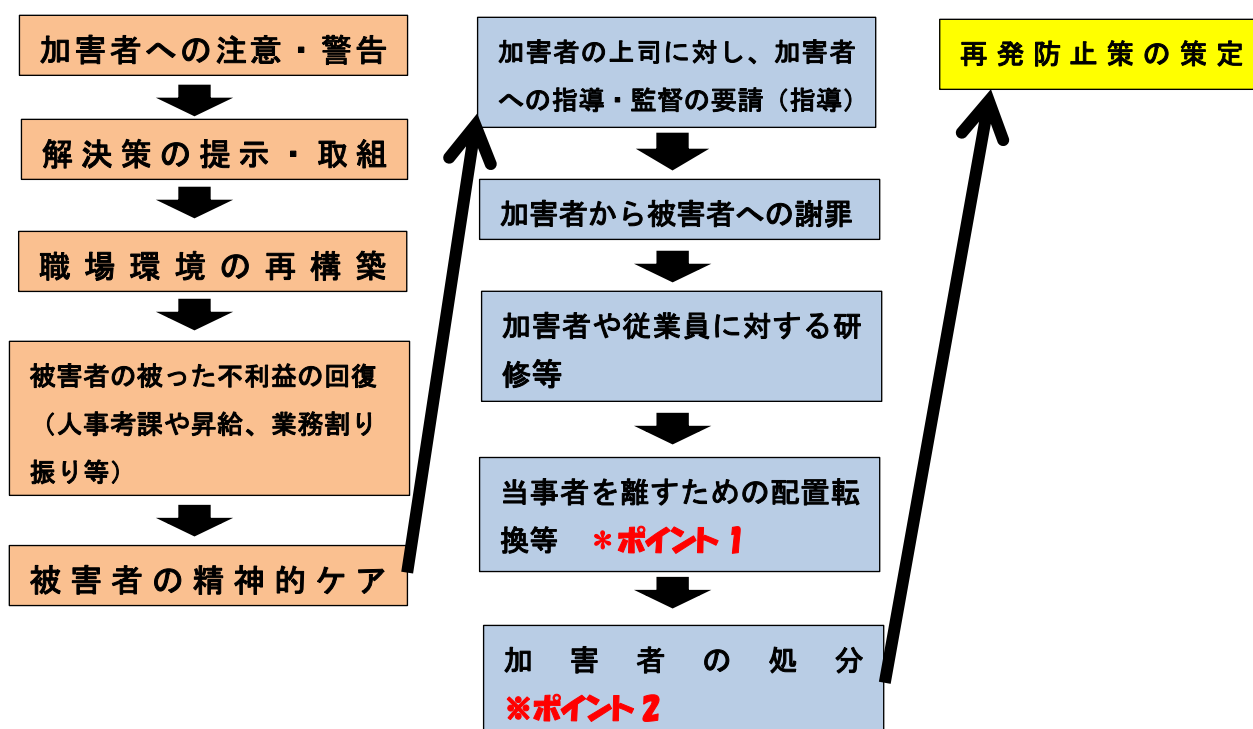 加害者への注意・警告
解決策の提示・取組
職場環境の再構築
被害者の被った不利益の回復
（人事考課や昇給、業務割り
振り等）
被害者の精神的ケア
加害者の上司に対し、加害者
への指導・監督の要請（指導）
加害者から被害者への謝罪
加害者や従業員に対する研
修等
当事者を離すための配置転
換等　＊ポイント1
加害者の処分
※ポイント2
再発防止策の策定